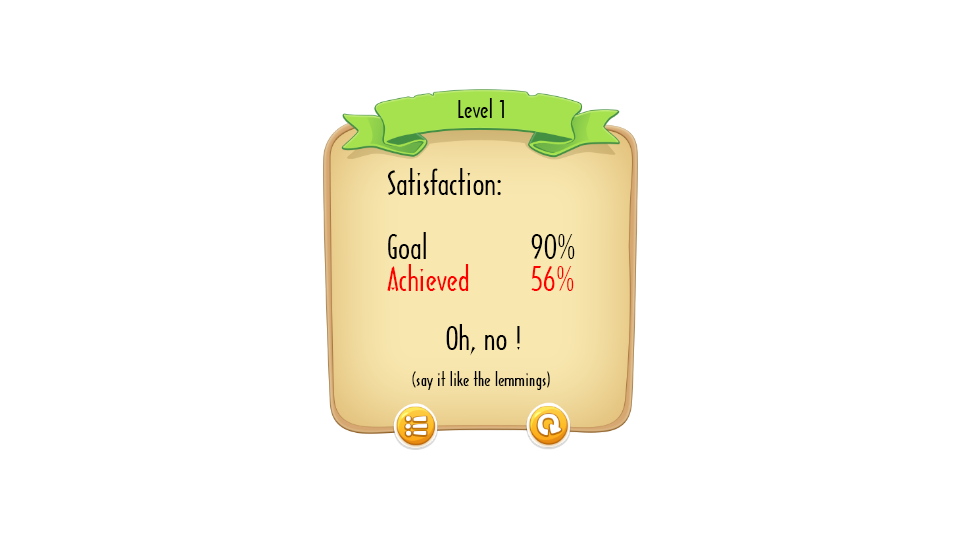 Level 1
Satisfaction:
Goal 90%
Achieved 56%
Oh, no !
(say it like the lemmings)